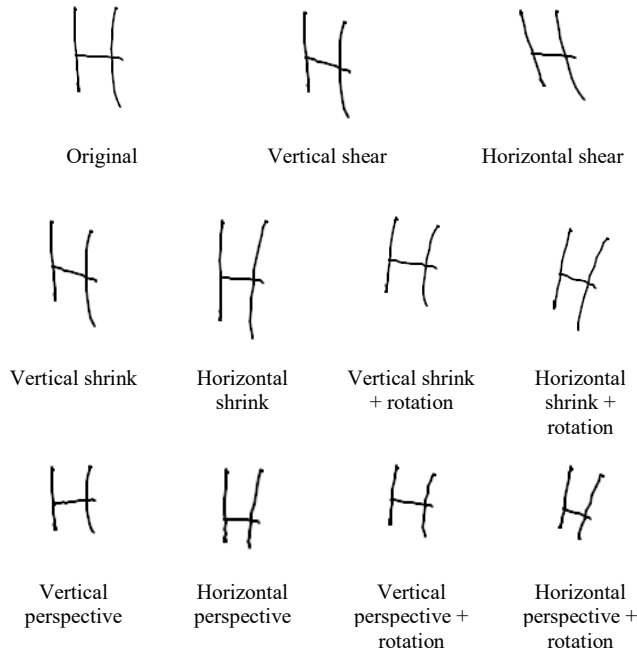 H H H
Original Vertical shear Horizontal shear
H H H H
Vertical shrink Horizontal shrink Vertical shrink + rotation Horizontal shrink + rotation
H H H H
Vertical perspective Horizontal perspective Vertical perspective + rotation Horizontal perspective + rotation